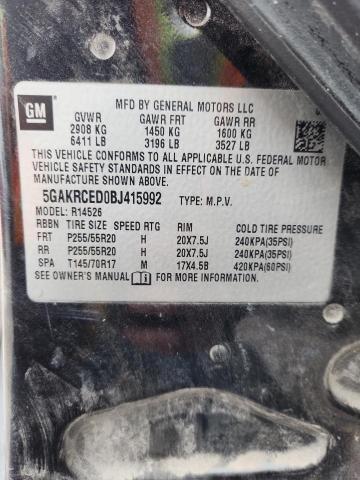 GM
MFD BY GENERAL MOTORS LLC
GVWR GAWR FRT GAWR RR
2908 KG 1450 KG 1600 KG
6411 LB 3196 LB 3527 LB
THIS VEHICLE CONFORMS TO ALL APPLICABLE U.S. FEDERAL MOTOR
VEHICLE SAFETY STANDARDS IN EFFECT ON THE DATE OF
MANUFACTURE SHOWN ABOVE.
5GAKRCED0BJ415992 TYPE: M.P.V.
MODEL: R14526
RBBN TIRE SIZE SPEED RTG RIM COLD TIRE PRESSURE
FRT P255/55R20 H 20X7.5J 240KPA(35PSI)
RR P255/55R20 H 20X7.5J 240KPA(35PSI)
SPA T145/70R17 M 17X4.5B 420KPA(60PSI)
SEE OWNER'S MANUAL FOR ADDITIONAL INFORMATION.